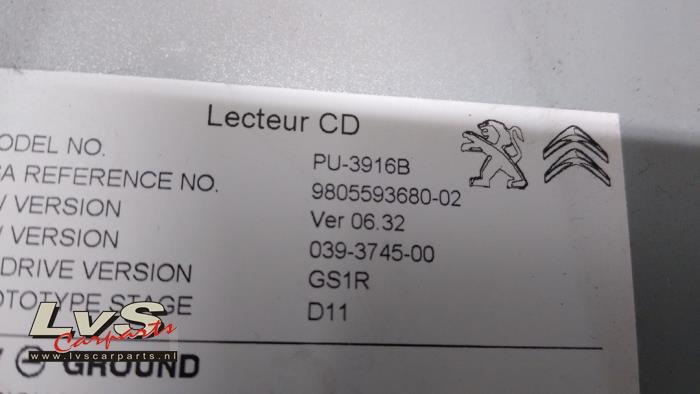 Lecteur CD
ODEL NO. PU-3916B
A REFERENCE NO. 9805593680-02
VERSION Ver 06.32
VERSION 039-3745-00
DRIVE VERSION GS1R
OTOTYPE STAGE D11
GROUND
LvS
Carparts
www.lvscarparts.nl